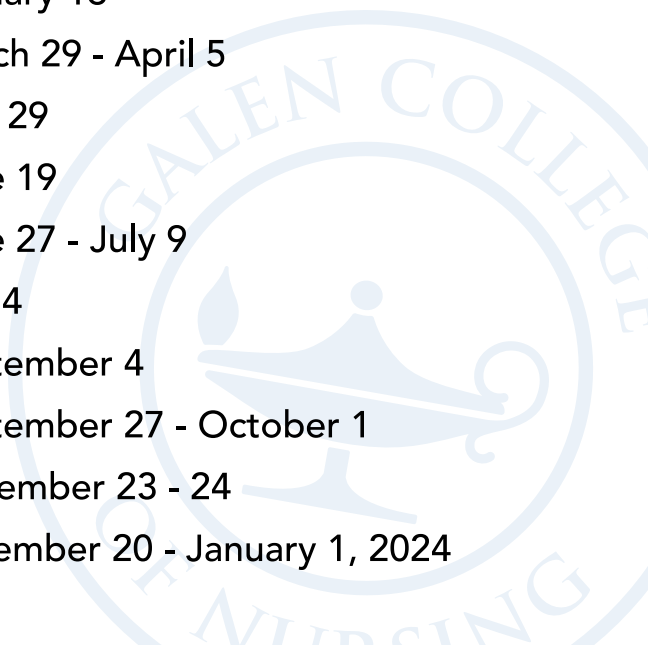 ch 29 - April 5
29
e 19
e 27 - July 9
4
tember 4
tember 27 - October 1
ember 23 - 24
ember 20 - January 1, 2024
GALEN COLLEGE
OF NURSING